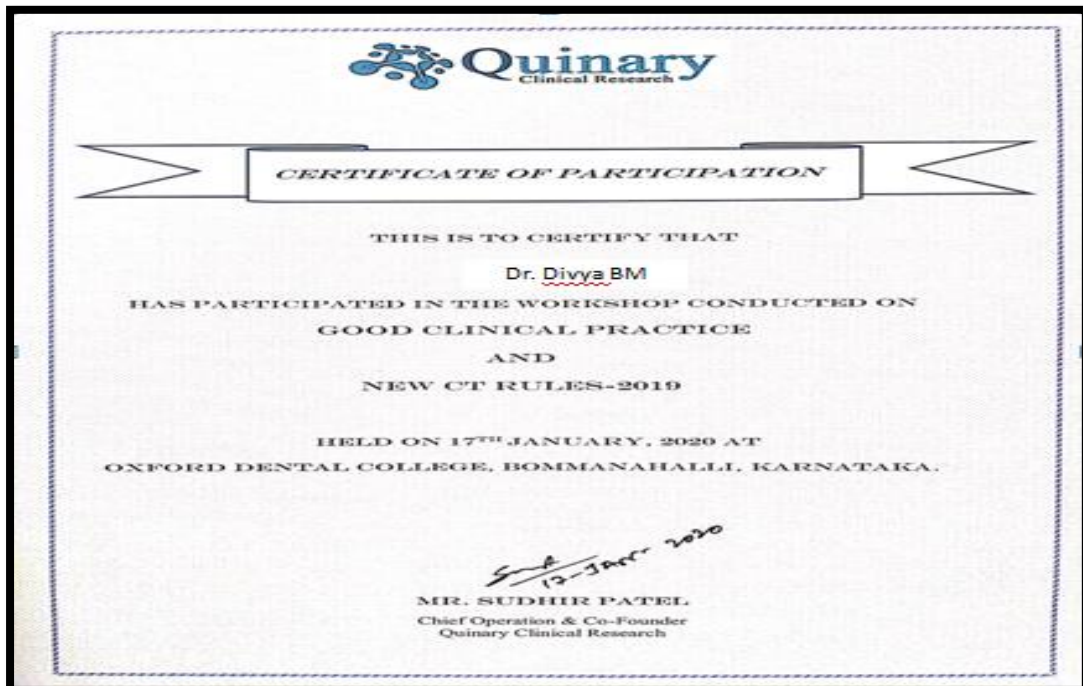 Quinary
Clinical Research
CERTIFICATE OF PARTICIPATION
THIS IS TO CERTIFY THAT
Dr. Divya BM
HAS PARTICIPATED IN THE WORKSHOP CONDUCTED ON
GOOD CLINICAL PRACTICE
AND
NEW CT RULES-2019
HELD ON 17TH JANUARY, 2020 AT
OXFORD DENTAL COLLEGE, BOMMANAHALLI, KARNATAKA.
17-Jan-2020
MR. SUDHIR PATEL
Chief Operation & Co-Founder
Quinary Clinical Research